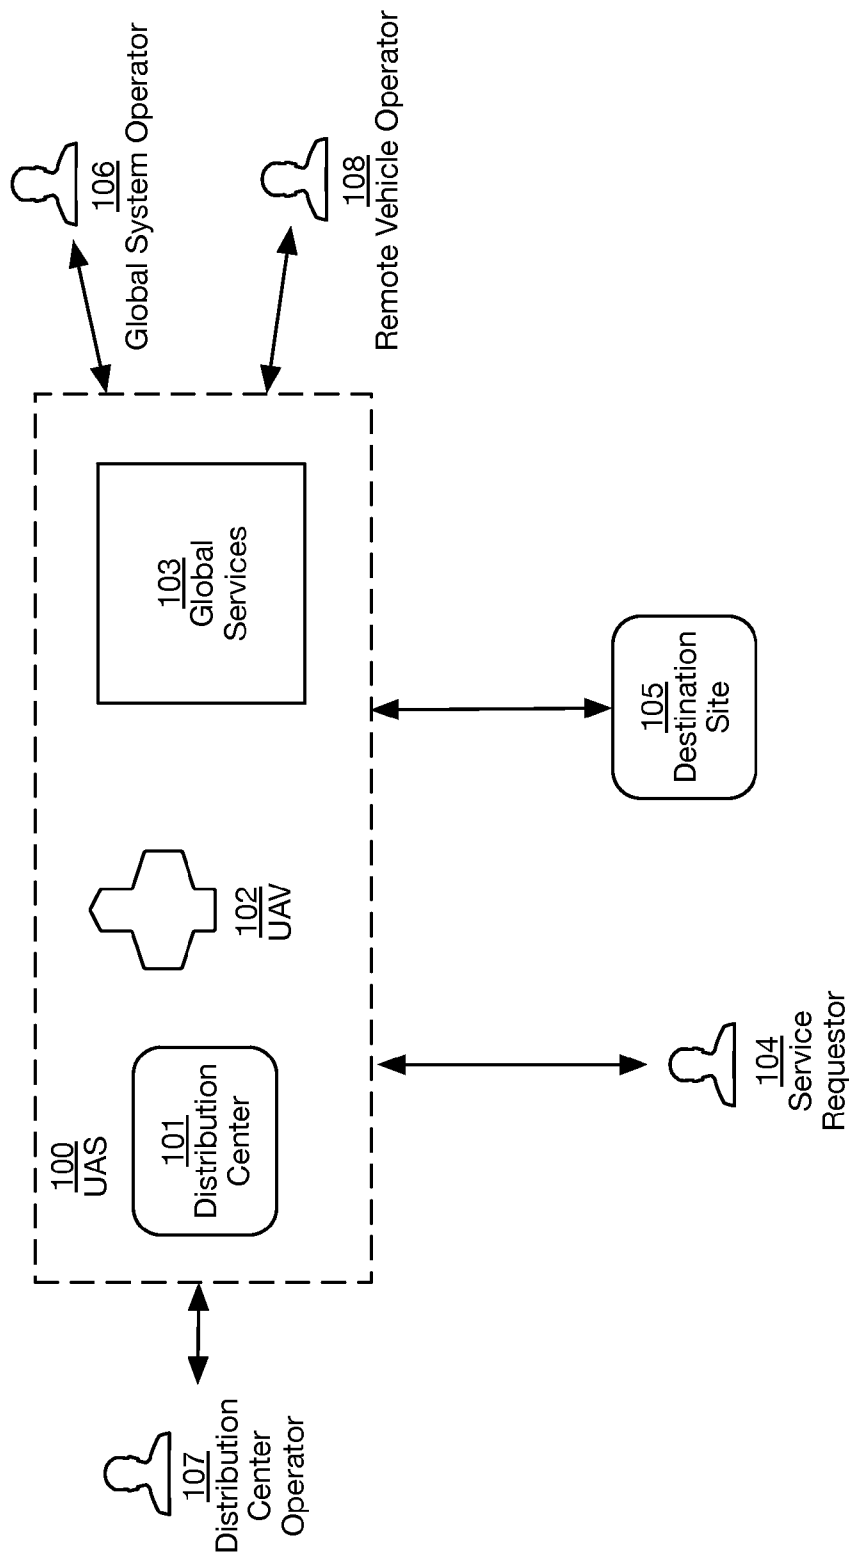 100
UAS
101
Distribution
Center
102
UAV
103
Global
Services
106
Global System Operator
108
Remote Vehicle Operator
107
Distribution
Center
Operator
104
Service
Requestor
105
Destination
Site